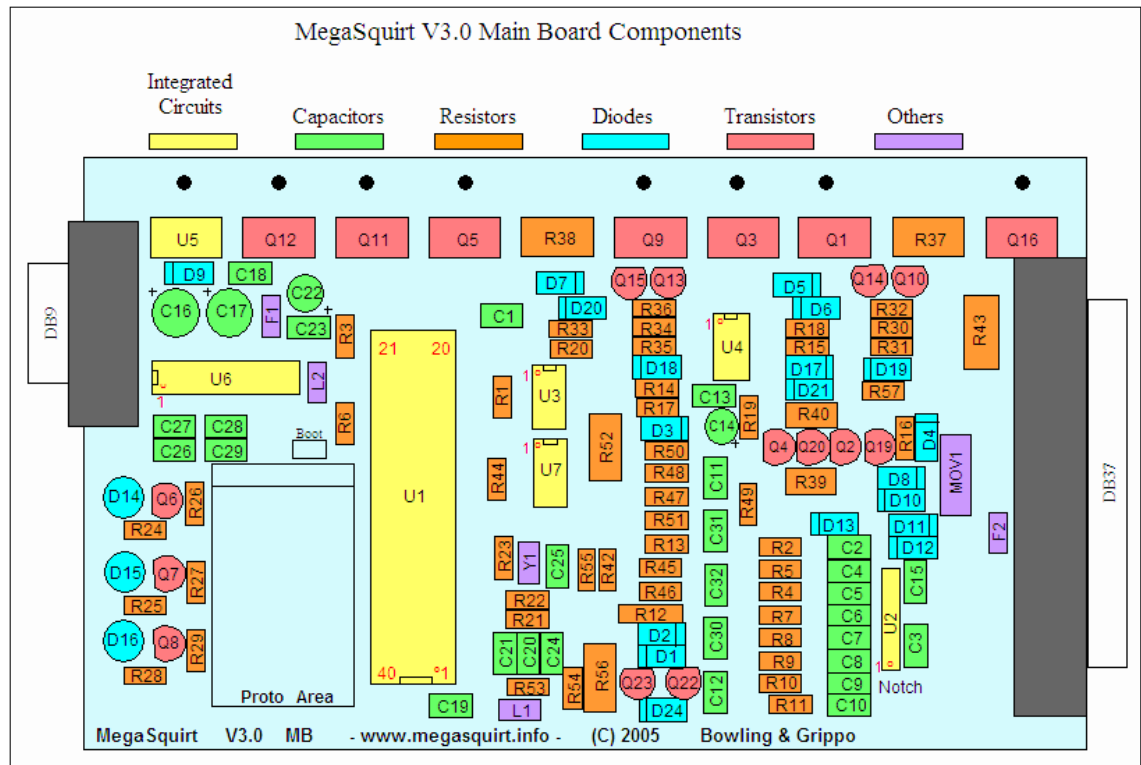 MegaSquirt V3.0 Main Board Components
Integrated
Circuits
Capacitors
Resistors
Diodes
Transistors
Others
U5
Q12
Q11
Q5
R38
Q9
Q3
Q1
R37
Q16
D9
C18
D7
Q15
Q13
D5
Q14
Q10
+
C16
+
C17
F1
C22
+
C23
R3
C1
D20
R33
R20
R36
R34
R35
D18
R14
R17
D3
R50
R48
R47
R51
R13
R45
R46
R12
D2
D1
Q23
Q22
D24
U4
1
D6
R18
R15
D17
D21
R40
R32
R30
R31
D19
R57
R43
DB9
U6
1
L2
21
20
U1
40
1
R1
1
U3
1
U7
R52
C13
C14
+
R19
Q4
Q20
Q2
Q19
R16
D4
MOV1
DB37
C27
C28
C26
C29
Boot
R6
R44
C11
R49
R39
D8
D10
D14
Q6
R26
R24
C31
D13
D11
D12
F2
D15
Q7
R27
R25
R23
Y1
C25
R55
R42
C32
R2
R5
R4
R7
R8
R9
R10
R11
C2
C4
C5
C6
C7
C8
C9
C10
U2
1
Notch
C15
C3
D16
Q8
R29
R28
R22
R21
C21
C20
C24
R53
L1
R54
R56
C30
C12
C19
Proto Area
MegaSquirt V3.0 MB - www.megasquirt.info - (C) 2005 Bowling & Grippo